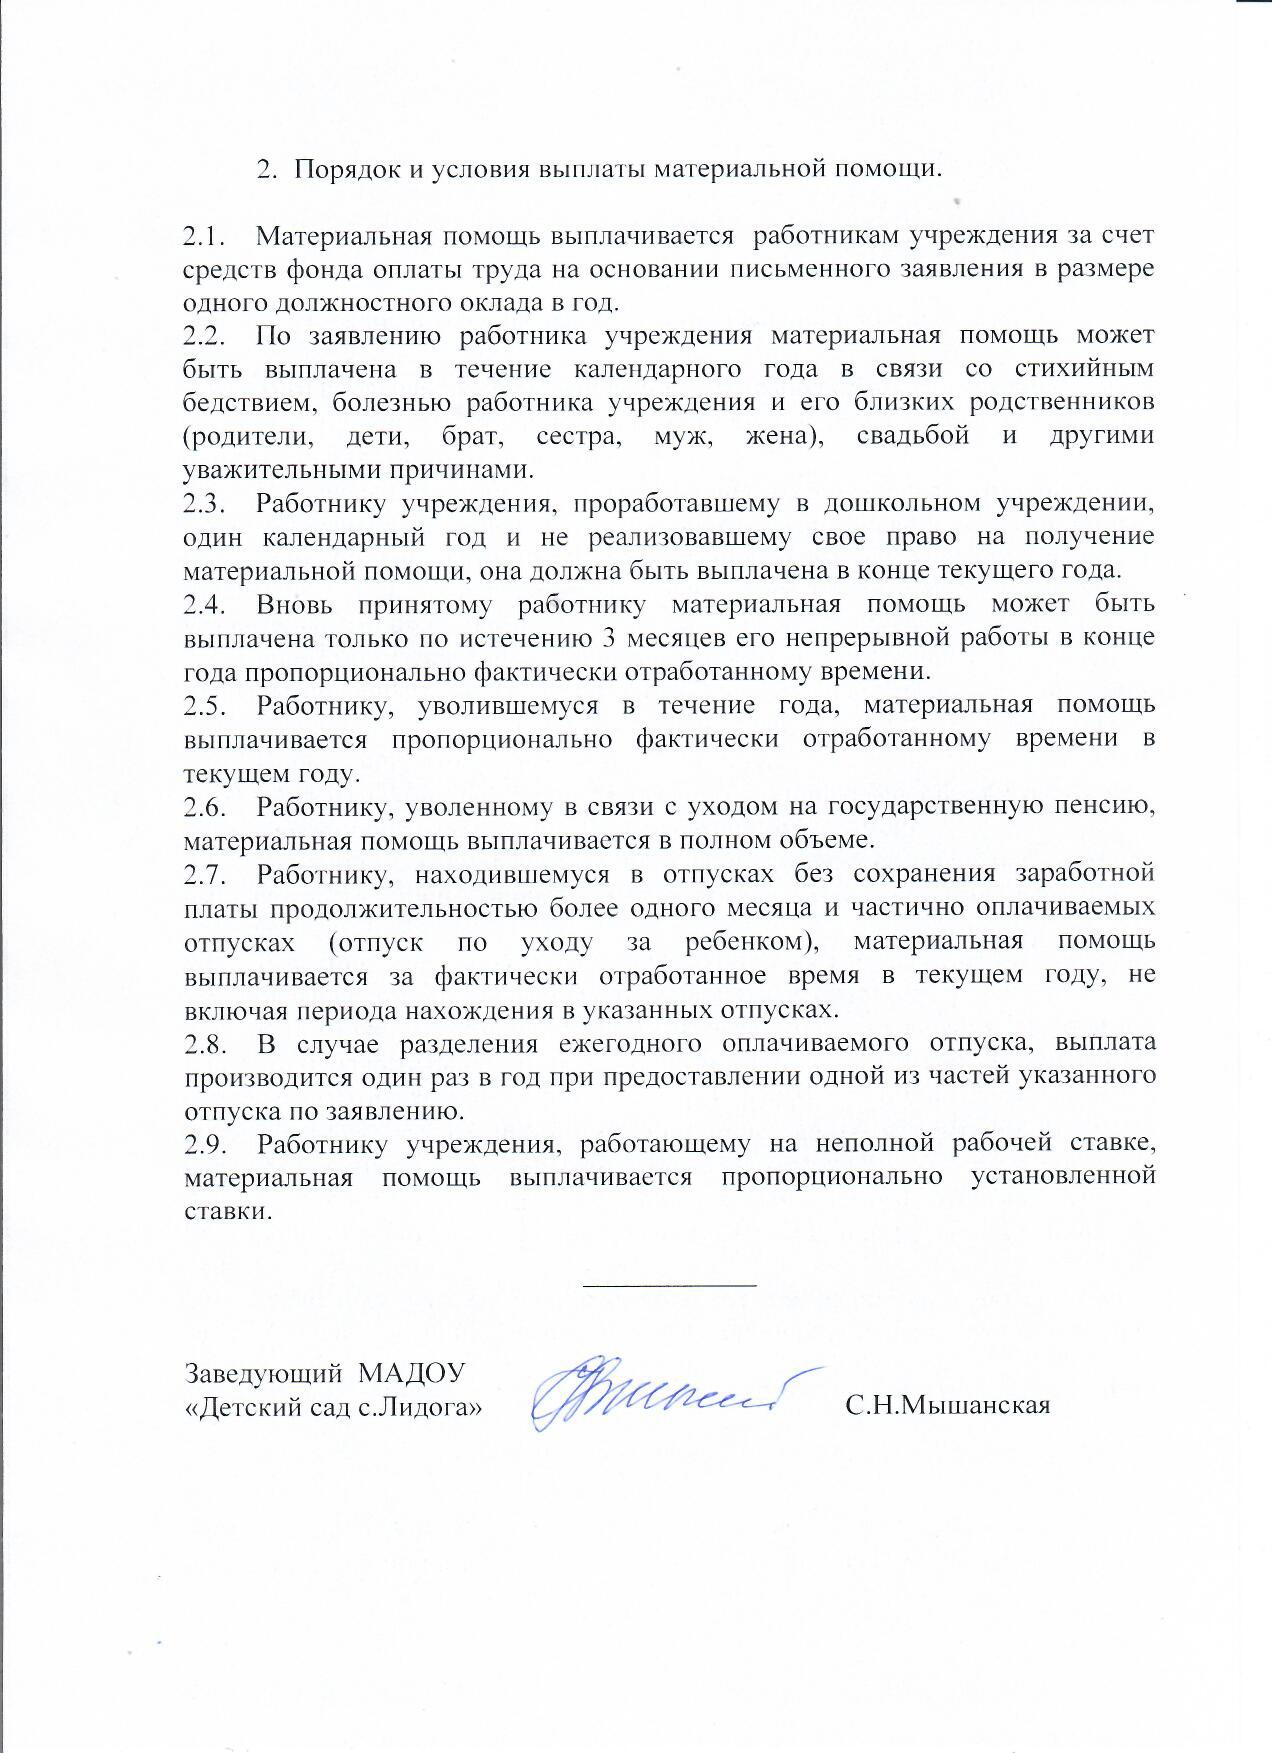 2. Порядок и условия выплаты материальной помощи.
2.1. Материальная помощь выплачивается работникам учреждения за счет
средств фонда оплаты труда на основании письменного заявления в размере
одного должностного оклада в год.
2.2. По заявлению работника учреждения материальная помощь может
быть выплачена в течение календарного года в связи со стихийным
бедствием, болезнью работника учреждения и его близких родственников
(родители, дети, брат, сестра, муж, жена), свадьбой и другими
уважительными причинами.
2.3. Работнику учреждения, проработавшему в дошкольном учреждении,
один календарный год и не реализовавшему свое право на получение
материальной помощи, она должна быть выплачена в конце текущего года.
2.4. Вновь принятому работнику материальная помощь может быть
выплачена только по истечению 3 месяцев его непрерывной работы в конце
года пропорционально фактически отработанному времени.
2.5. Работнику, уволившемуся в течение года, материальная помощь
выплачивается пропорционально фактически отработанному времени в
текущем году.
2.6. Работнику, уволенному в связи с уходом на государственную пенсию,
материальная помощь выплачивается в полном объеме.
2.7. Работнику, находившемуся в отпусках без сохранения заработной
платы продолжительностью более одного месяца и частично оплачиваемых
отпусках (отпуск по уходу за ребенком), материальная помощь
выплачивается за фактически отработанное время в текущем году, не
включая периода нахождения в указанных отпусках.
2.8. В случае разделения ежегодного оплачиваемого отпуска, выплата
производится один раз в год при предоставлении одной из частей указанного
отпуска по заявлению.
2.9. Работнику учреждения, работающему на неполной рабочей ставке,
материальная помощь выплачивается пропорционально установленной
ставки.
Заведующий МАДОУ
«Детский сад с.Лидога» С.Н.Мышанская